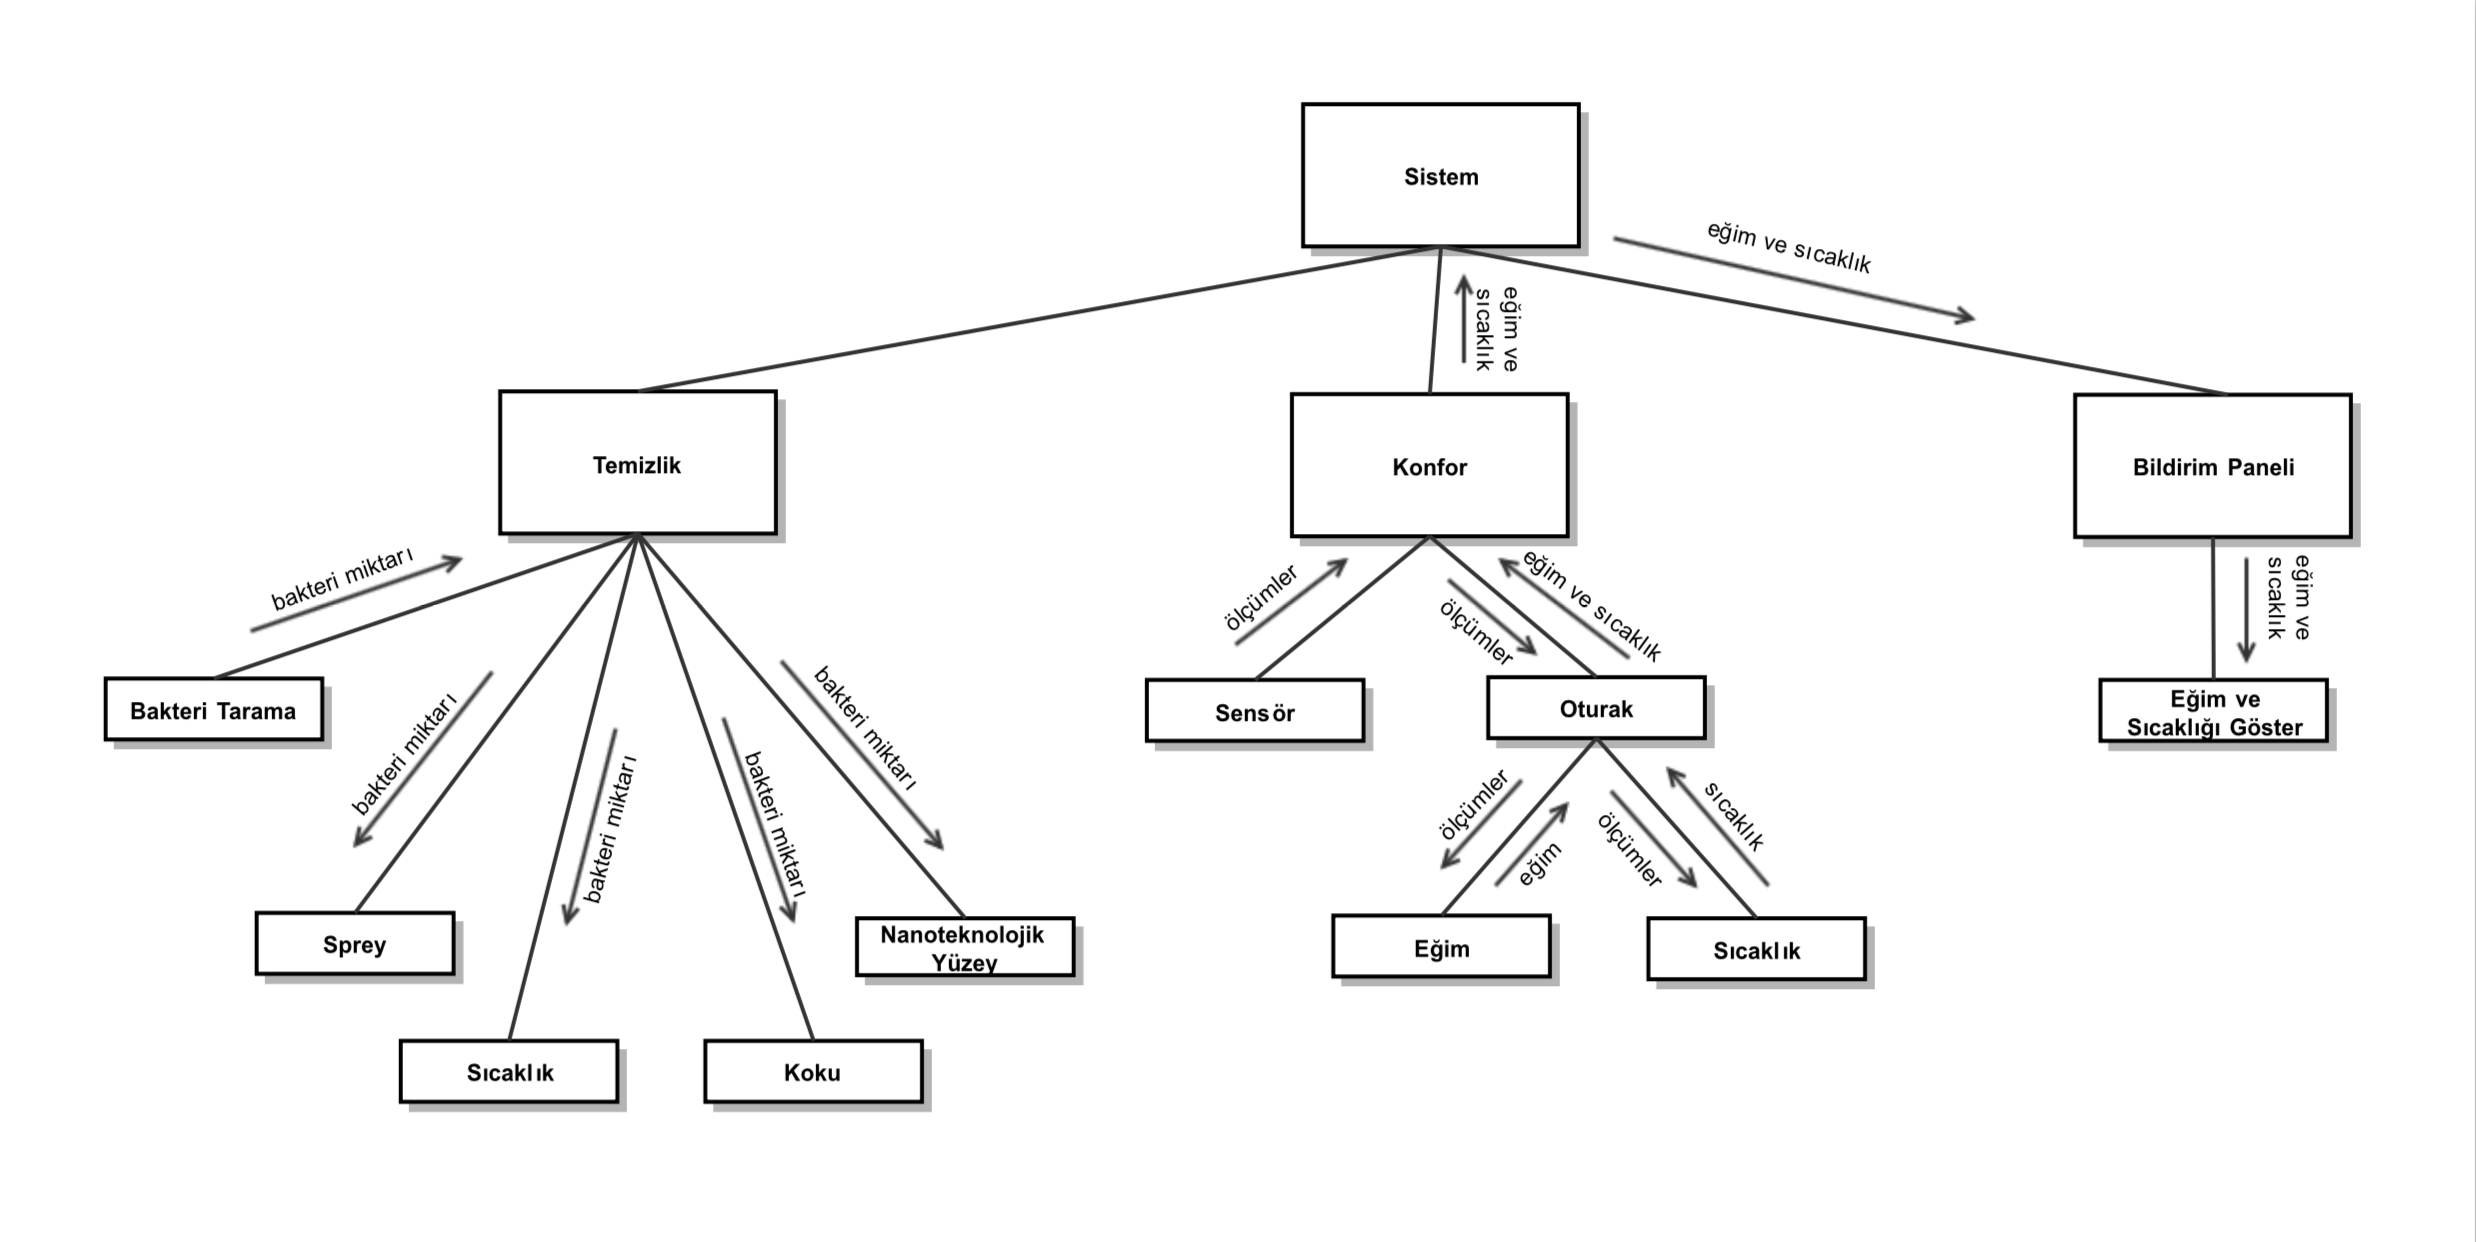 Sistem
eğim ve sıcaklık
eğim ve
sıcaklık
Temizlik
Konfor
Bildirim Paneli
bakteri miktarı
ölçümler
eğim ve sıcaklık
ölçümler
eğim ve
sıcaklık
Bakteri Tarama
bakteri miktarı
bakteri miktarı
bakteri miktarı
bakteri miktarı
Sensör
Oturak
Eğim ve
Sıcaklığı Göster
ölçümler
eğim
ölçümler
sıcaklık
Sprey
Nanoteknolojik
Yüzey
Eğim
Sıcaklık
Sıcaklık
Koku